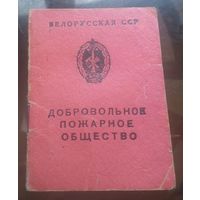 БЕЛОРУССКАЯ ССР
ДОБРОВОЛЬНОЕ
ПОЖАРНОЕ
ОБЩЕСТВО